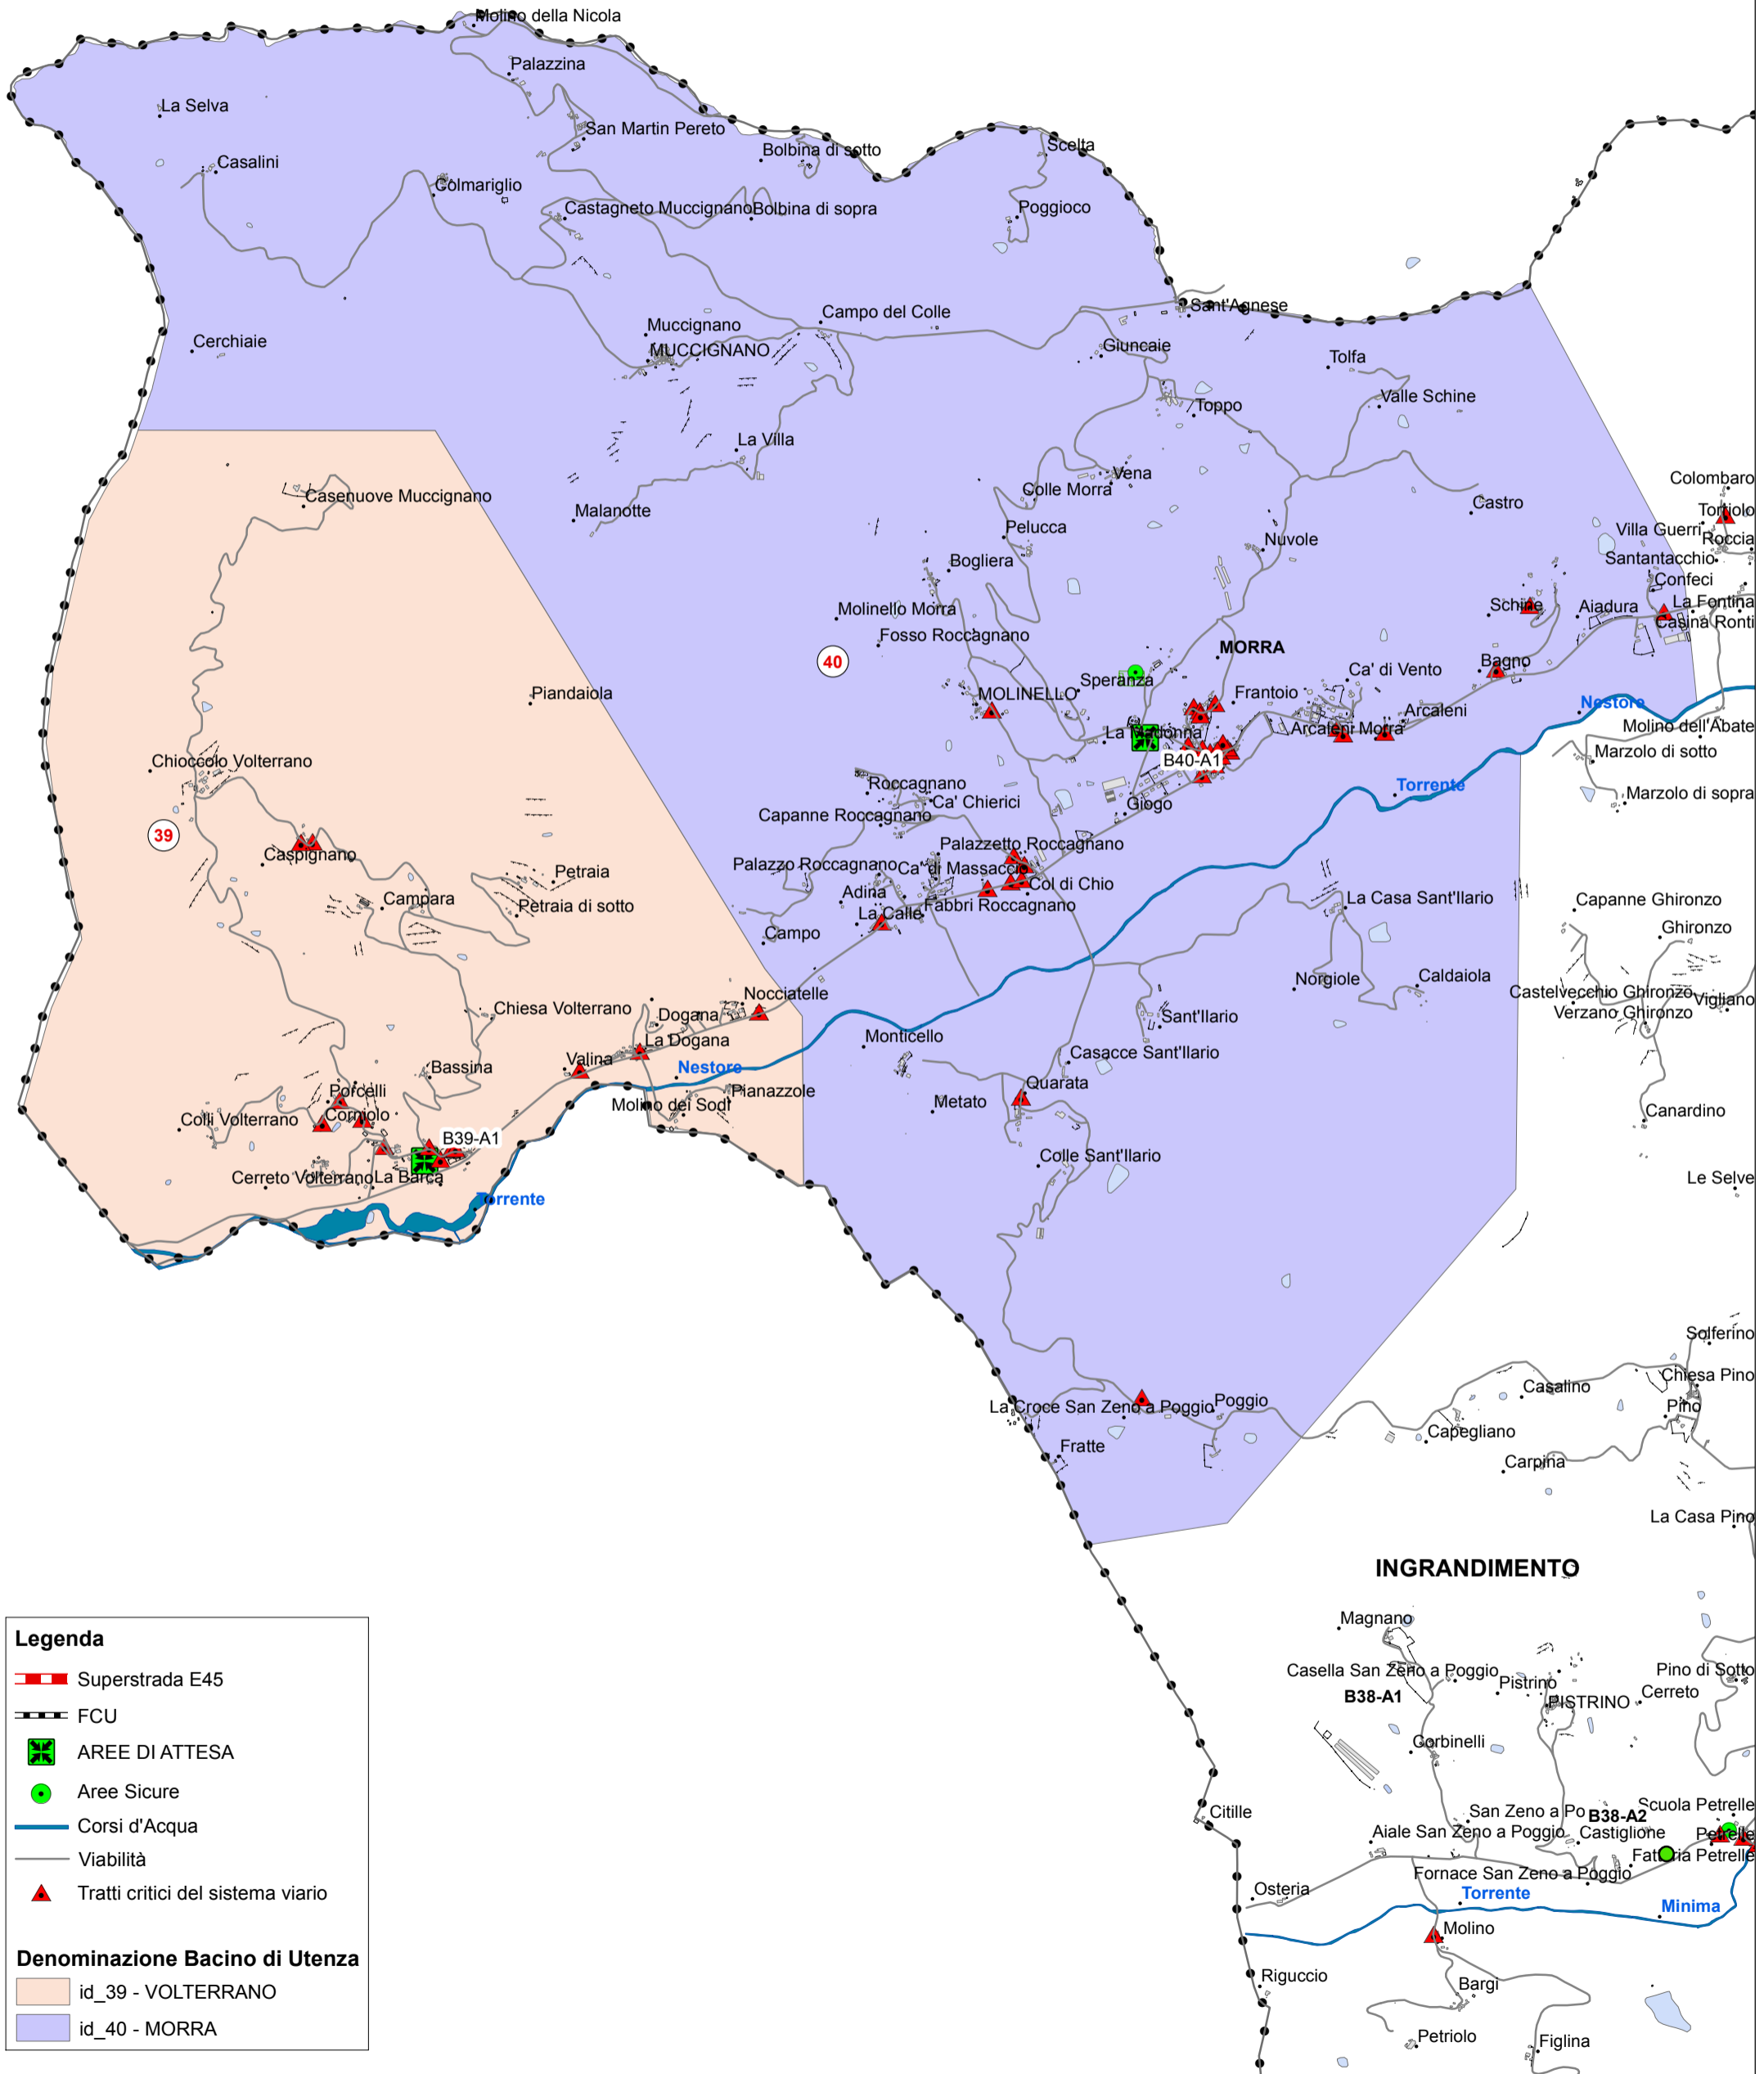 Molino della Nicola
Palazzina
La Selva
San Martin Pereto
Bolbina di sotto
Scelta
Casalini
Colmariglio
Castagneto Muccignano
Bolbina di sopra
Poggioco
Sant'Agnese
Campo del Colle
Muccignano
MUCCIGNANO
Cerchiaie
Giuncaie
Tolfa
Valle Schine
Toppo
La Villa
Vena
Colle Morra
Colombaro
Casenuove Muccignano
Malanotte
Castro
Tortiolo
Pelucca
Villa Guerri
Roccia
Nuvole
Bogliera
Santantacchio
Confeci
Molinello Morra
Schine
Aiadura
La Fontina
Casina Ronti
Fosso Roccagnano
MORRA
40
Bagno
Ca' di Vento
Speranza
Piandaiola
MOLINELLO
Frantoio
Nestore
Arcaleni
La Madonna
Arcaleni Morra
Molino dell'Abate
Marzolo di sotto
Chioccolo Volterrano
B40-A1
Roccagnano
Torrente
Marzolo di sopra
Ca' Chierici
Giogo
Capanne Roccagnano
39
Caspignano
Palazzetto Roccagnano
Palazzo Roccagnano
Ca' di Massaccio
Petraia
Col di Chio
Adina
Campara
Petraia di sotto
La Calle
Fabbri Roccagnano
La Casa Sant'Ilario
Capanne Ghironzo
Campo
Ghironzo
Norgiole
Caldaiola
Nocciatelle
Castelvecchio Ghironzo
Vigliano
Chiesa Volterrano
Dogana
Sant'Ilario
Verzano Ghironzo
La Dogana
Monticello
Valina
Nestore
Casacce Sant'Ilario
Bassina
Quarata
Porcelli
Pianazzole
Molino dei Sodi
Metato
Colli Volterrano
Corniolo
Canardino
B39-A1
Colle Sant'Ilario
Cerreto Volterrano
La Barca
Le Selve
Torrente
Solferino
Chiesa Pino
Casalino
La Croce San Zeno a Poggio
Poggio
Pino
Capegliano
Fratte
Carpina
La Casa Pino
INGRANDIMENTO
Magnano
Casella San Zeno a Poggio
Pistrino
Pino di Sotto
B38-A1
PISTRINO
Cerreto
Corbinelli
Citille
San Zeno a Po
B38-A2
Scuola Petrelle
Aiale San Zeno a Poggio
Castiglione
Petrelle
Fattoria Petrelle
Fornace San Zeno a Poggio
Osteria
Torrente
Minima
Molino
Riguccio
Bargi
Petriolo
Figlina
Legenda
Superstrada E45
FCU
AREE DI ATTESA
Aree Sicure
Corsi d'Acqua
Viabilità
Tratti critici del sistema viario
Denominazione Bacino di Utenza
id_39 - VOLTERRANO
id_40 - MORRA